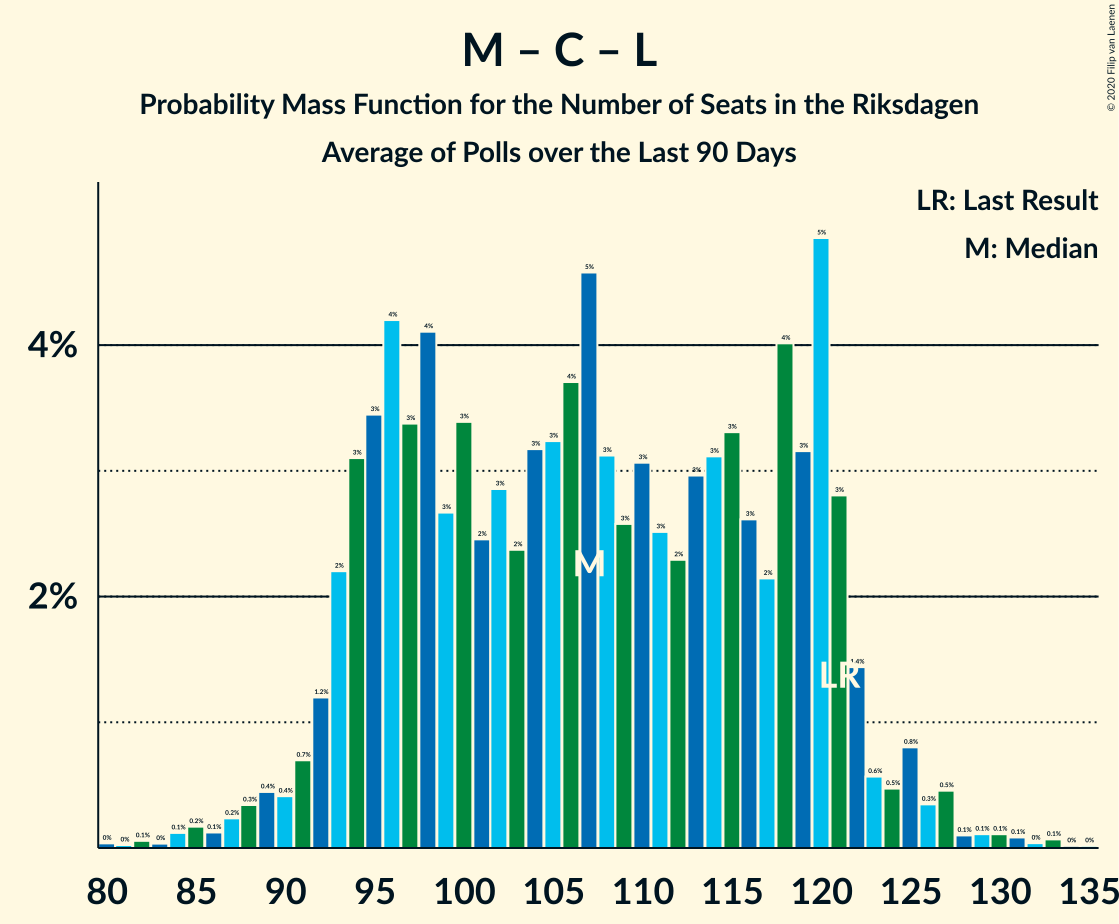 M – C – L
Probability Mass Function for the Number of Seats in the Riksdagen
Average of Polls over the Last 90 Days
© 2020 Filip van Laenen
LR: Last Result
M: Median
4%
2%
0% 0% 0.1% 0% 0.1% 0.2% 0.1% 0.2% 0.3% 0.4% 0.4% 0.7% 1.2% 2% 3% 3% 4% 3% 4% 3% 3% 2% 3% 2% 3% 3% 4% 5% 3% 3% 3% 3% 2% 3% 3% 3% 3% 2% 4% 3% 5% 3% 1.4% 0.6% 0.5% 0.8% 0.3% 0.5% 0.1% 0.1% 0.1% 0.1% 0% 0.1% 0% 0%
M
LR
80 85 90 95 100 105 110 115 120 125 130 135